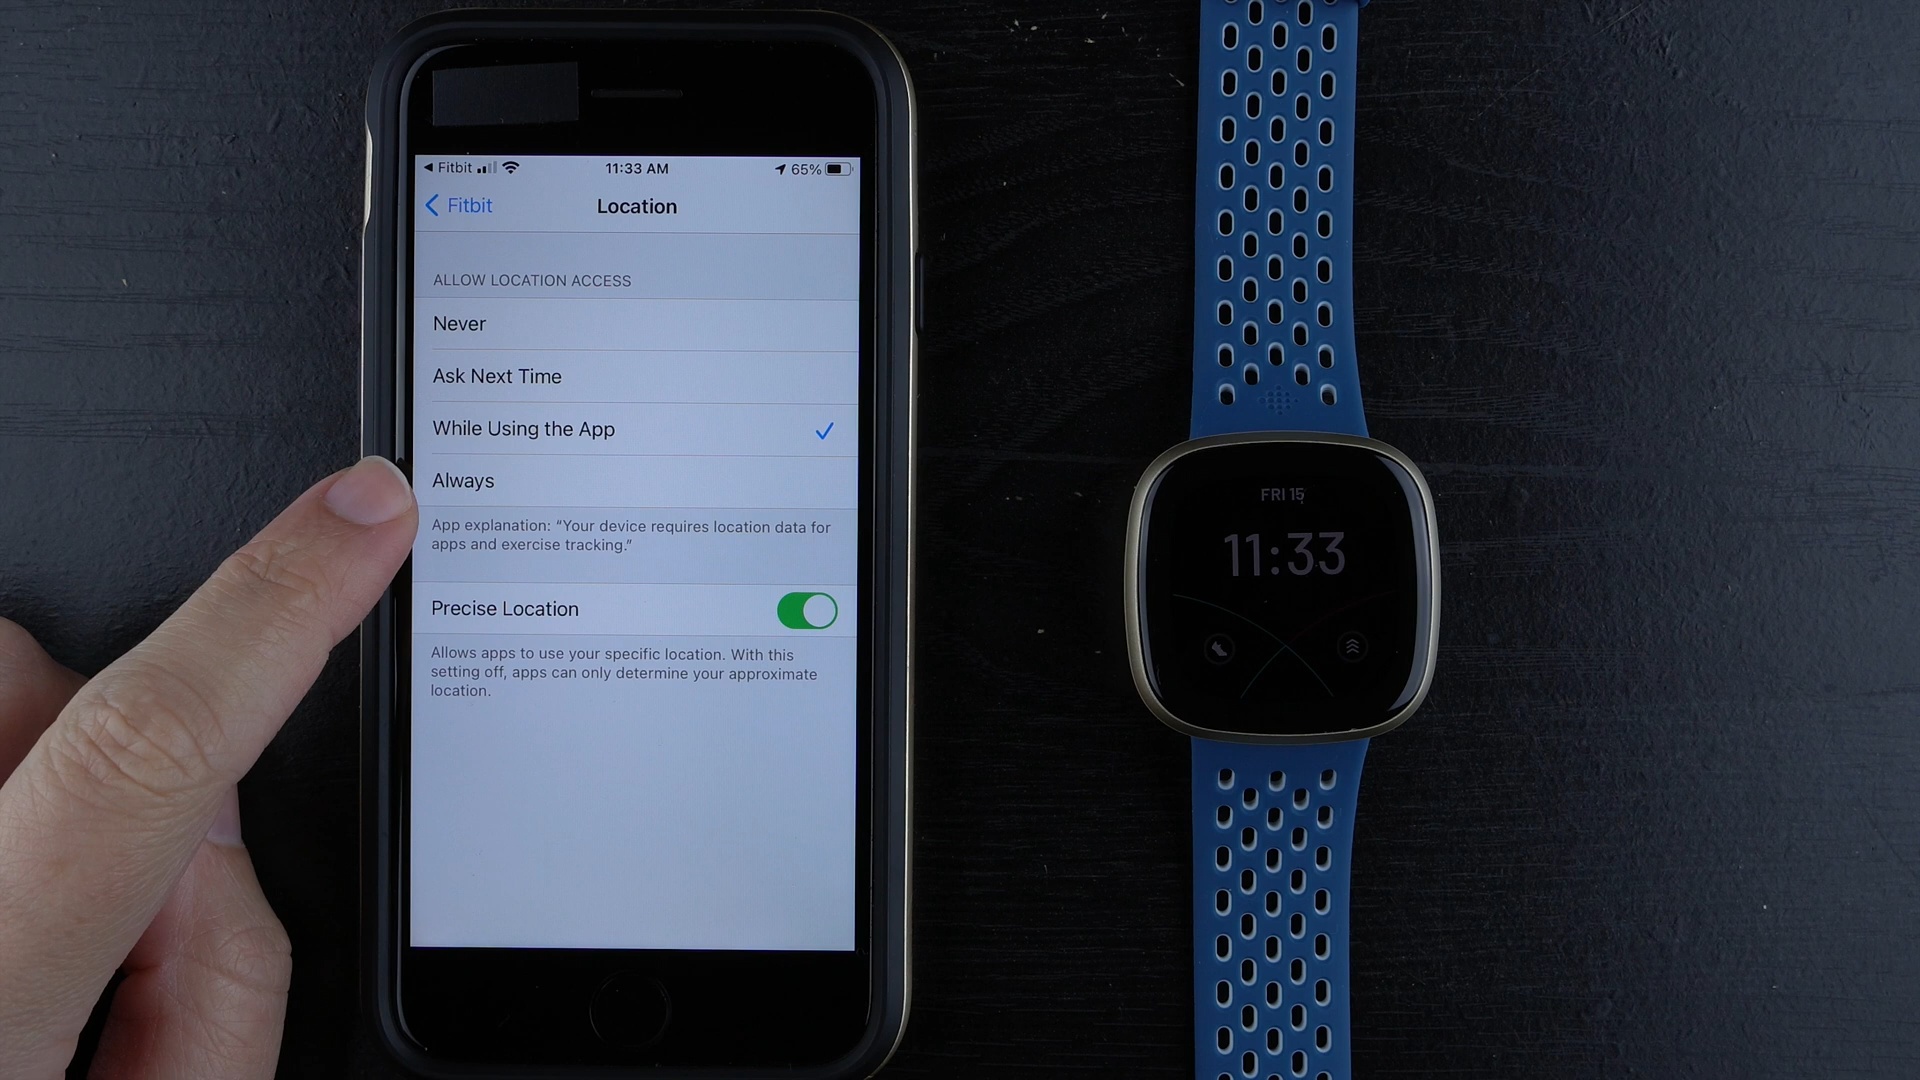 ◀ Fitbit 11:33 AM 65%
Fitbit Location
ALLOW LOCATION ACCESS
Never
Ask Next Time
While Using the App
Always
App explanation: “Your device requires location data for
apps and exercise tracking.”
Precise Location
Allows apps to use your specific location. With this
setting off, apps can only determine your approximate
location.
FRI 15
11:33